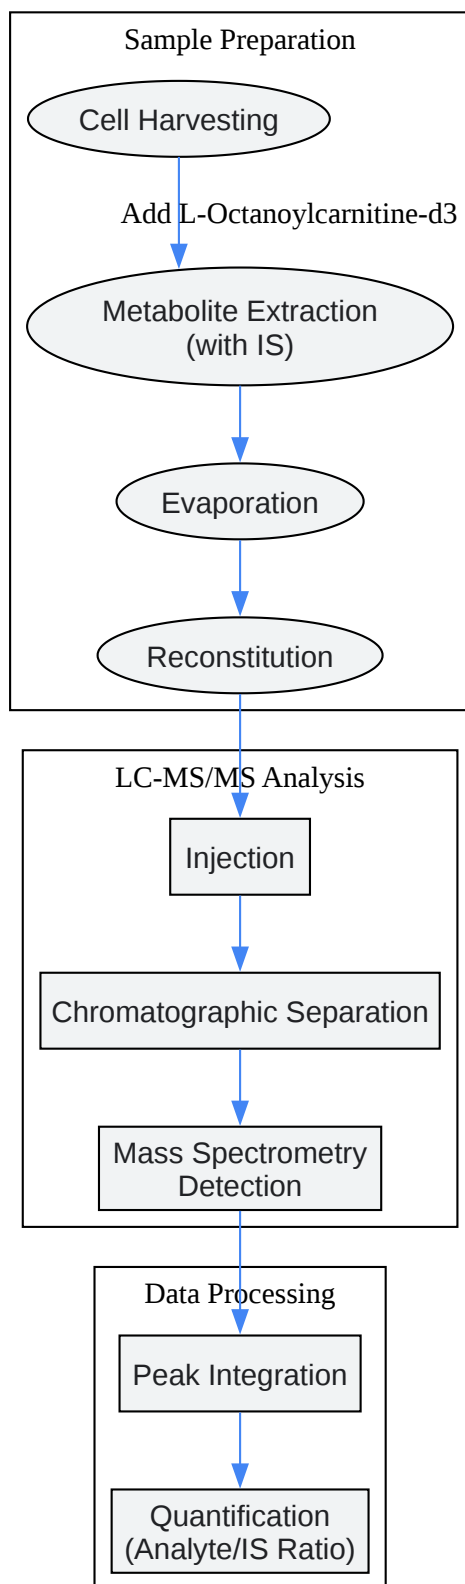 Sample Preparation
Cell Harvesting
Add L-Octanoylcarnitine-d3
Metabolite Extraction
(with IS)
Evaporation
Reconstitution
LC-MS/MS Analysis
Injection
Chromatographic Separation
Mass Spectrometry
Detection
Data Processing
Peak Integration
Quantification
(Analyte/IS Ratio)